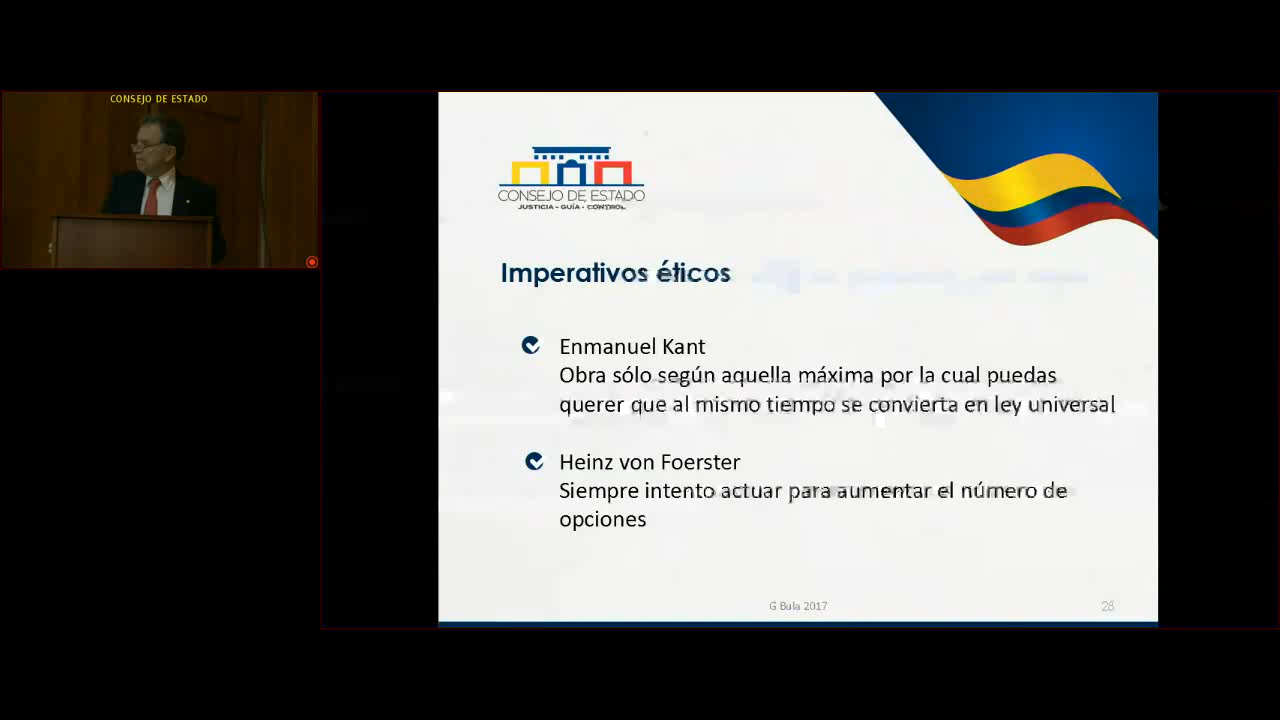 CONSEJO DE ESTADO
CONSEJO DE ESTADO
JUSTICIA - GUÍA - CONTROL
Imperativos éticos
Enmanuel Kant
Obra sólo según aquella máxima por la cual puedas
querer que al mismo tiempo se convierta en ley universal
Heinz von Foerster
Siempre intento actuar para aumentar el número de
opciones
G Bula 2017
28